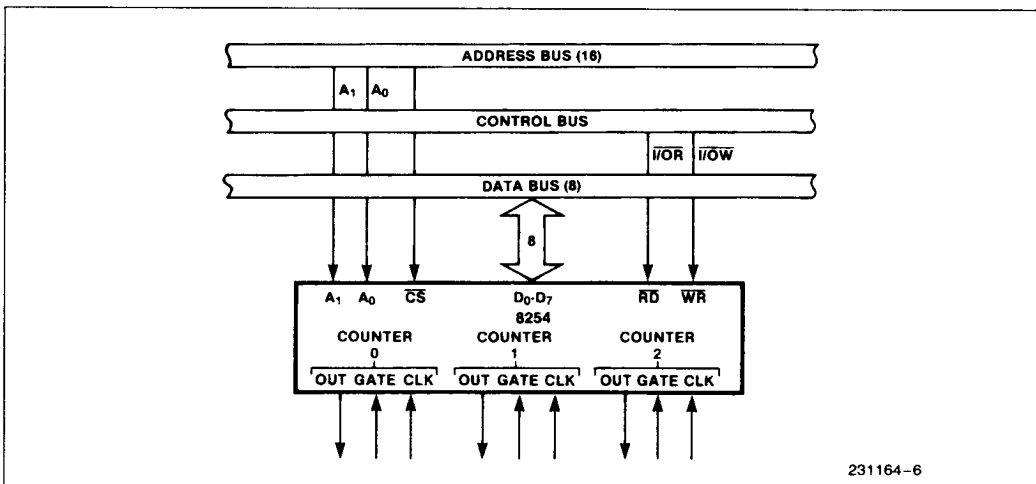 ADDRESS BUS (16)
A1 A0
CONTROL BUS
I/OR I/OW
DATA BUS (8)
8
A1 A0 CS D0-D7 RD WR
8254
COUNTER COUNTER COUNTER
0 1 2
OUT GATE CLK OUT GATE CLK OUT GATE CLK
231164-6